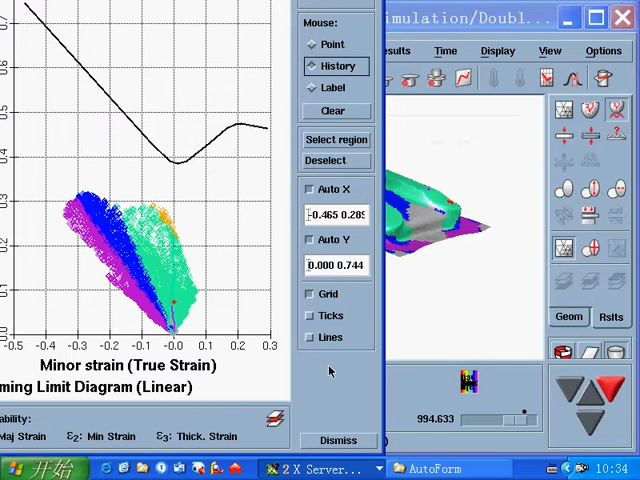 imulation/Doubl...
Mouse:
Point
History
Label
Clear
Select region
Deselect
Auto X
-0.465 0.289
Auto Y
0.000 0.744
Grid
Ticks
Lines
Dismiss
0.7
0.6
0.5
0.4
0.3
0.2
0.1
0.0
-0.5 -0.4 -0.3 -0.2 -0.1 -0.0 0.1 0.2 0.3
Minor strain (True Strain)
ming Limit Diagram (Linear)
ability:
Maj Strain ε2: Min Strain ε3: Thick. Strain
sults Time Display View Options
Geom Rslts
994.633
开始
2 X Server...
AutoForm
10:34